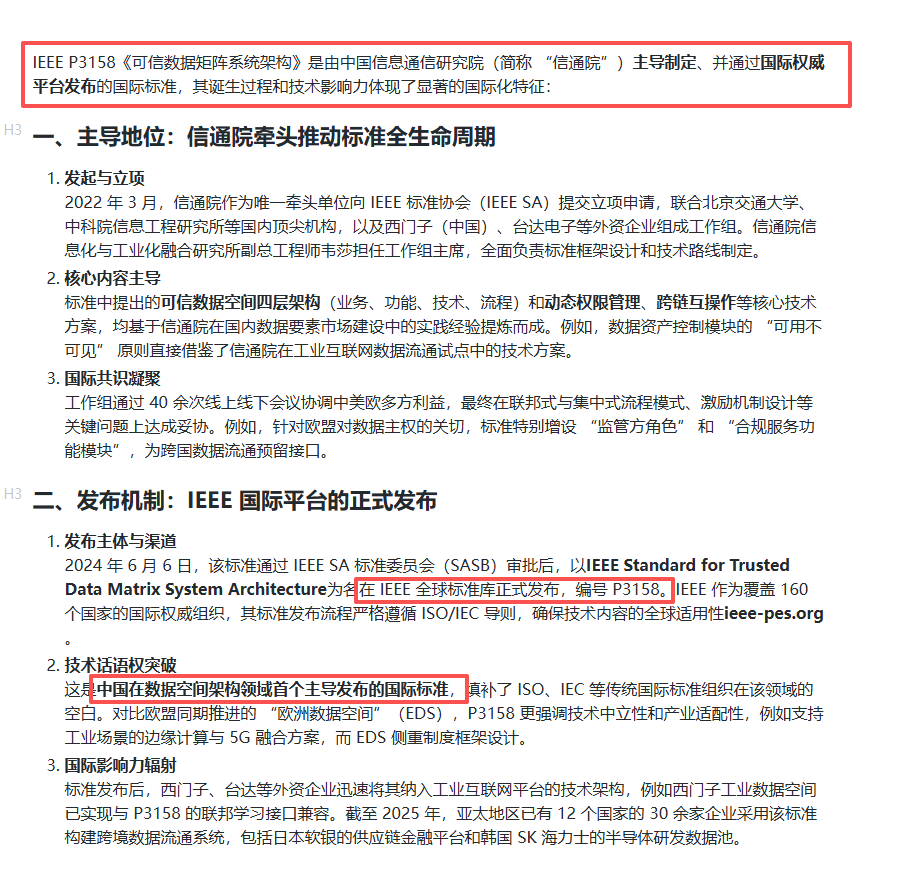 IEEE P3158《可信数据矩阵系统架构》是由中国信息通信研究院（简称 “信通院”）主导制定、并通过国际权威
平台发布的国际标准，其诞生过程和技术影响力体现了显著的国际化特征：
H3
一、主导地位：信通院牵头推动标准全生命周期
1. 发起与立项
2022 年 3 月，信通院作为唯一牵头单位向 IEEE 标准协会（IEEE SA）提交立项申请，联合北京交通大学、
中科院信息工程研究所等国内顶尖机构，以及西门子（中国）、台达电子等外资企业组成工作组。信通院信
息化与工业化融合研究所副总工程师韦莎担任工作组主席，全面负责标准框架设计和技术路线制定。
2. 核心内容主导
标准中提出的可信数据空间四层架构（业务、功能、技术、流程）和动态权限管理、跨链互操作等核心技术
方案，均基于信通院在国内数据要素市场建设中的实践经验提炼而成。例如，数据资产控制模块的 “可用不
可见” 原则直接借鉴了信通院在工业互联网数据流通试点中的技术方案。
3. 国际共识凝聚
工作组通过 40 余次线上线下会议协调中美欧多方利益，最终在联邦式与集中式流程模式、激励机制设计等
关键问题上达成妥协。例如，针对欧盟对数据主权的关切，标准特别增设 “监管方角色” 和 “合规服务功
能模块”，为跨国数据流通预留接口。
H3
二、发布机制：IEEE 国际平台的正式发布
1. 发布主体与渠道
2024 年 6 月 6 日，该标准通过 IEEE SA 标准委员会（SASB）审批后，以IEEE Standard for Trusted
Data Matrix System Architecture为名在 IEEE 全球标准库正式发布，编号 P3158。IEEE 作为覆盖 160
个国家的国际权威组织，其标准发布流程严格遵循 ISO/IEC 导则，确保技术内容的全球适用性ieee-pes.org
。
2. 技术话语权突破
这是中国在数据空间架构领域首个主导发布的国际标准，填补了 ISO、IEC 等传统国际标准组织在该领域的
空白。对比欧盟同期推进的 “欧洲数据空间”（EDS），P3158 更强调技术中立性和产业适配性，例如支持
工业场景的边缘计算与 5G 融合方案，而 EDS 侧重制度框架设计。
3. 国际影响力辐射
标准发布后，西门子、台达等外资企业迅速将其纳入工业互联网平台的技术架构，例如西门子工业数据空间
已实现与 P3158 的联邦学习接口兼容。截至 2025 年，亚太地区已有 12 个国家的 30 余家企业采用该标准
构建跨境数据流通系统，包括日本软银的供应链金融平台和韩国 SK 海力士的半导体研发数据池。